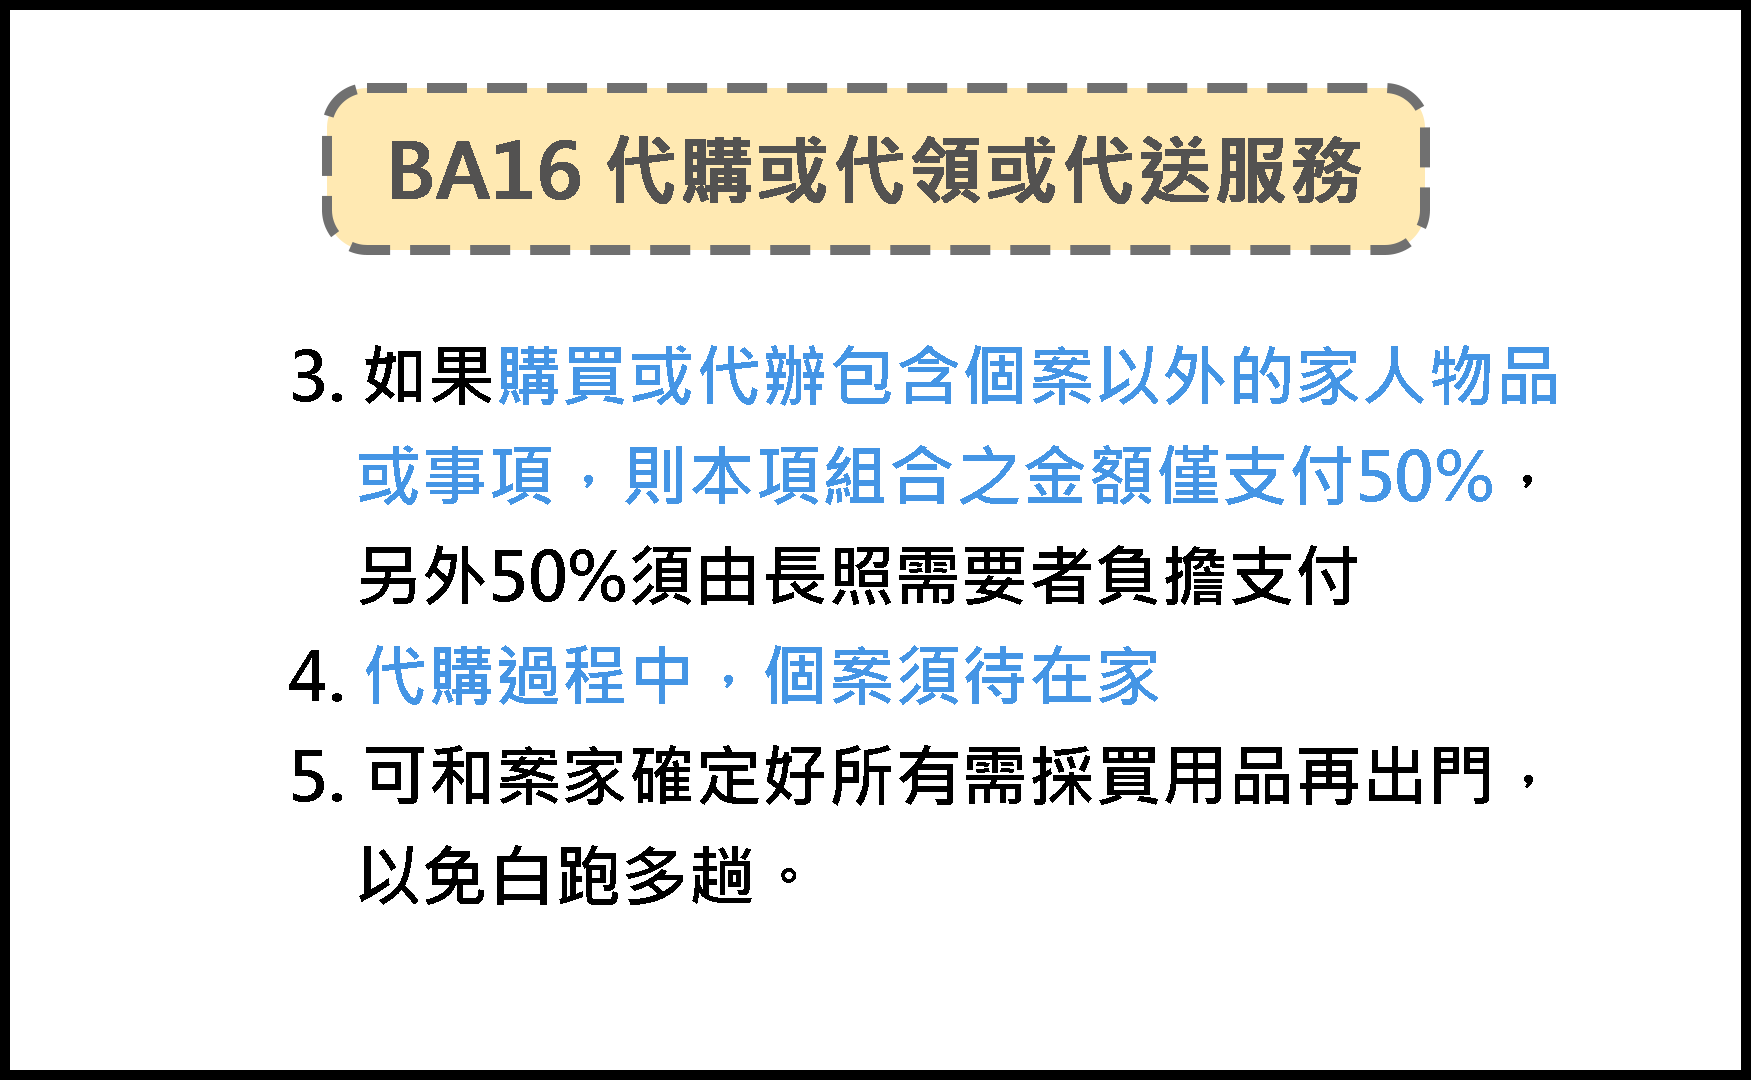 BA16 代購或代領或代送服務
3. 如果購買或代辦包含個案以外的家人物品
或事項，則本項組合之金額僅支付50%，
另外50%須由長照需要者負擔支付
4. 代購過程中，個案須待在家
5. 可和案家確定好所有需採買用品再出門，
以免白跑多趟。